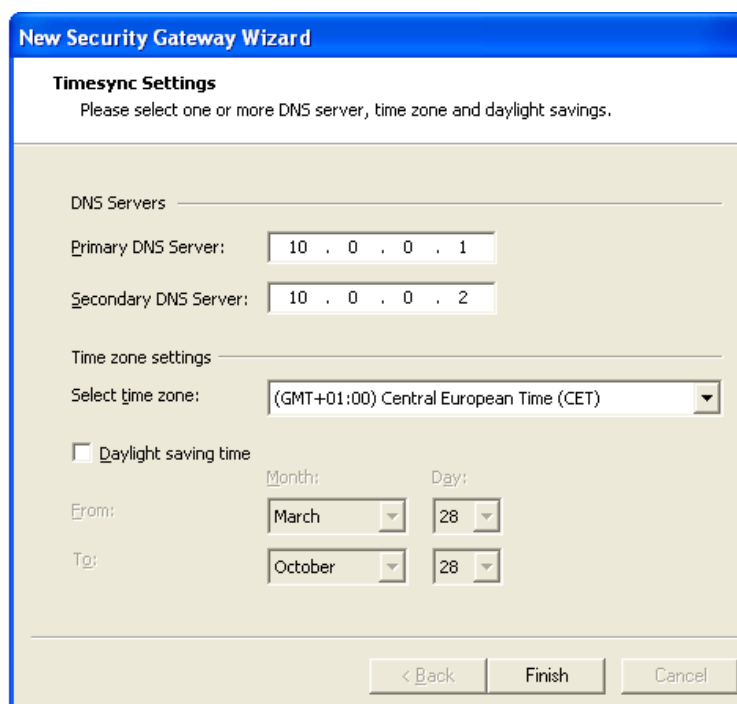 New Security Gateway Wizard
Timesync Settings
Please select one or more DNS server, time zone and daylight savings.
DNS Servers
Primary DNS Server: 10 . 0 . 0 . 1
Secondary DNS Server: 10 . 0 . 0 . 2
Time zone settings
Select time zone: (GMT+01:00) Central European Time (CET)
Daylight saving time
Month: Day:
From: March 28
To: October 28
< Back Finish Cancel